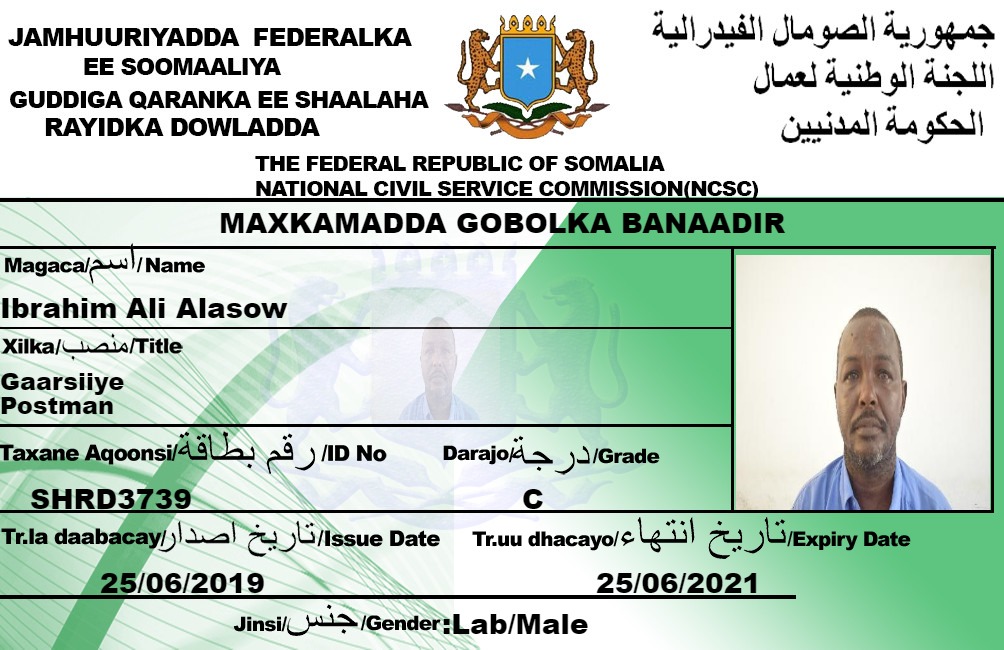 JAMHUURIYADDA FEDERALKA
EE SOOMAALIYA
GUDDIGA QARANKA EE SHAALAHA
RAYIDKA DOWLADDA
جمهورية الصومال الفيدرالية
اللجنة الوطنية لعمال
الحكومة المدنيين
THE FEDERAL REPUBLIC OF SOMALIA
NATIONAL CIVIL SERVICE COMMISSION(NCSC)
MAXKAMADDA GOBOLKA BANAADIR
Magaca/اسم/Name
Ibrahim Ali Alasow
Xilka/منصب/Title
Gaarsiiye
Postman
Taxane Aqoonsi/رقم بطاقة/ID No
SHRD3739
Darajo/درجة/Grade
C
Tr.la daabacay/تاريخ اصدار/Issue Date
25/06/2019
Tr.uu dhacayo/تاريخ انتهاء/Expiry Date
25/06/2021
Jinsi/جنس/Gender:Lab/Male